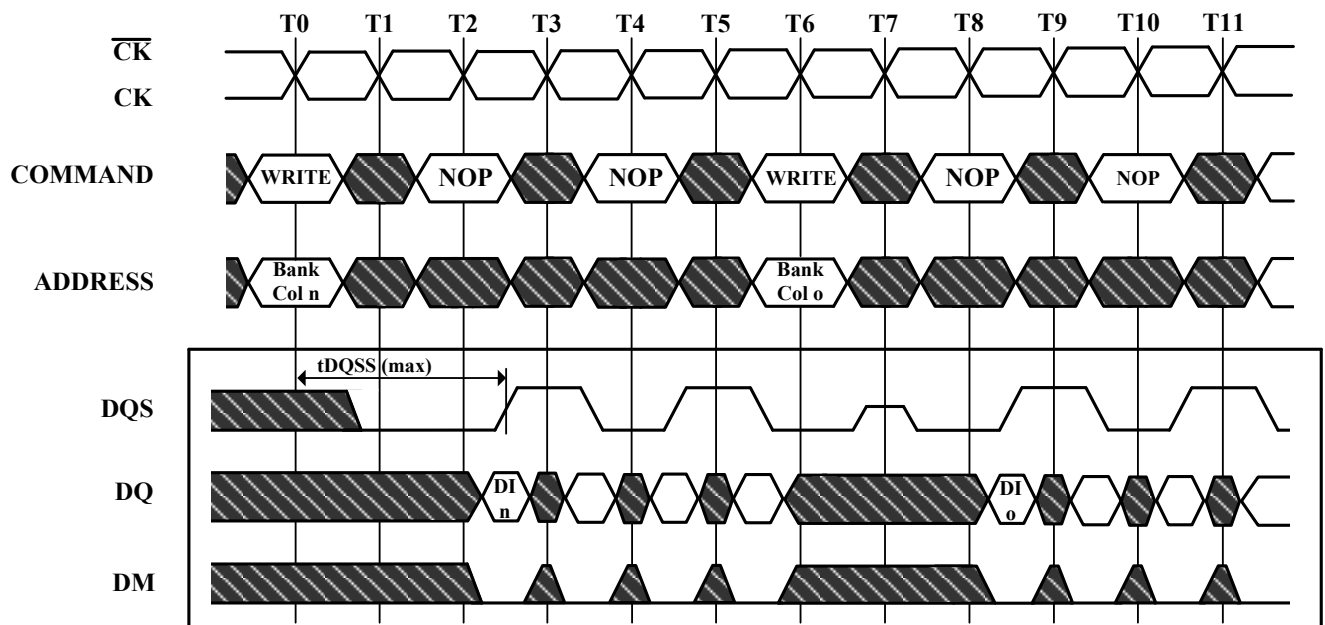 T0 T1 T2 T3 T4 T5 T6 T7 T8 T9 T10 T11
CK
CK
COMMAND WRITE NOP NOP WRITE NOP NOP
ADDRESS Bank Col n Bank Col o
tDQSS (max)
DQS
DQ DI n DI o
DM